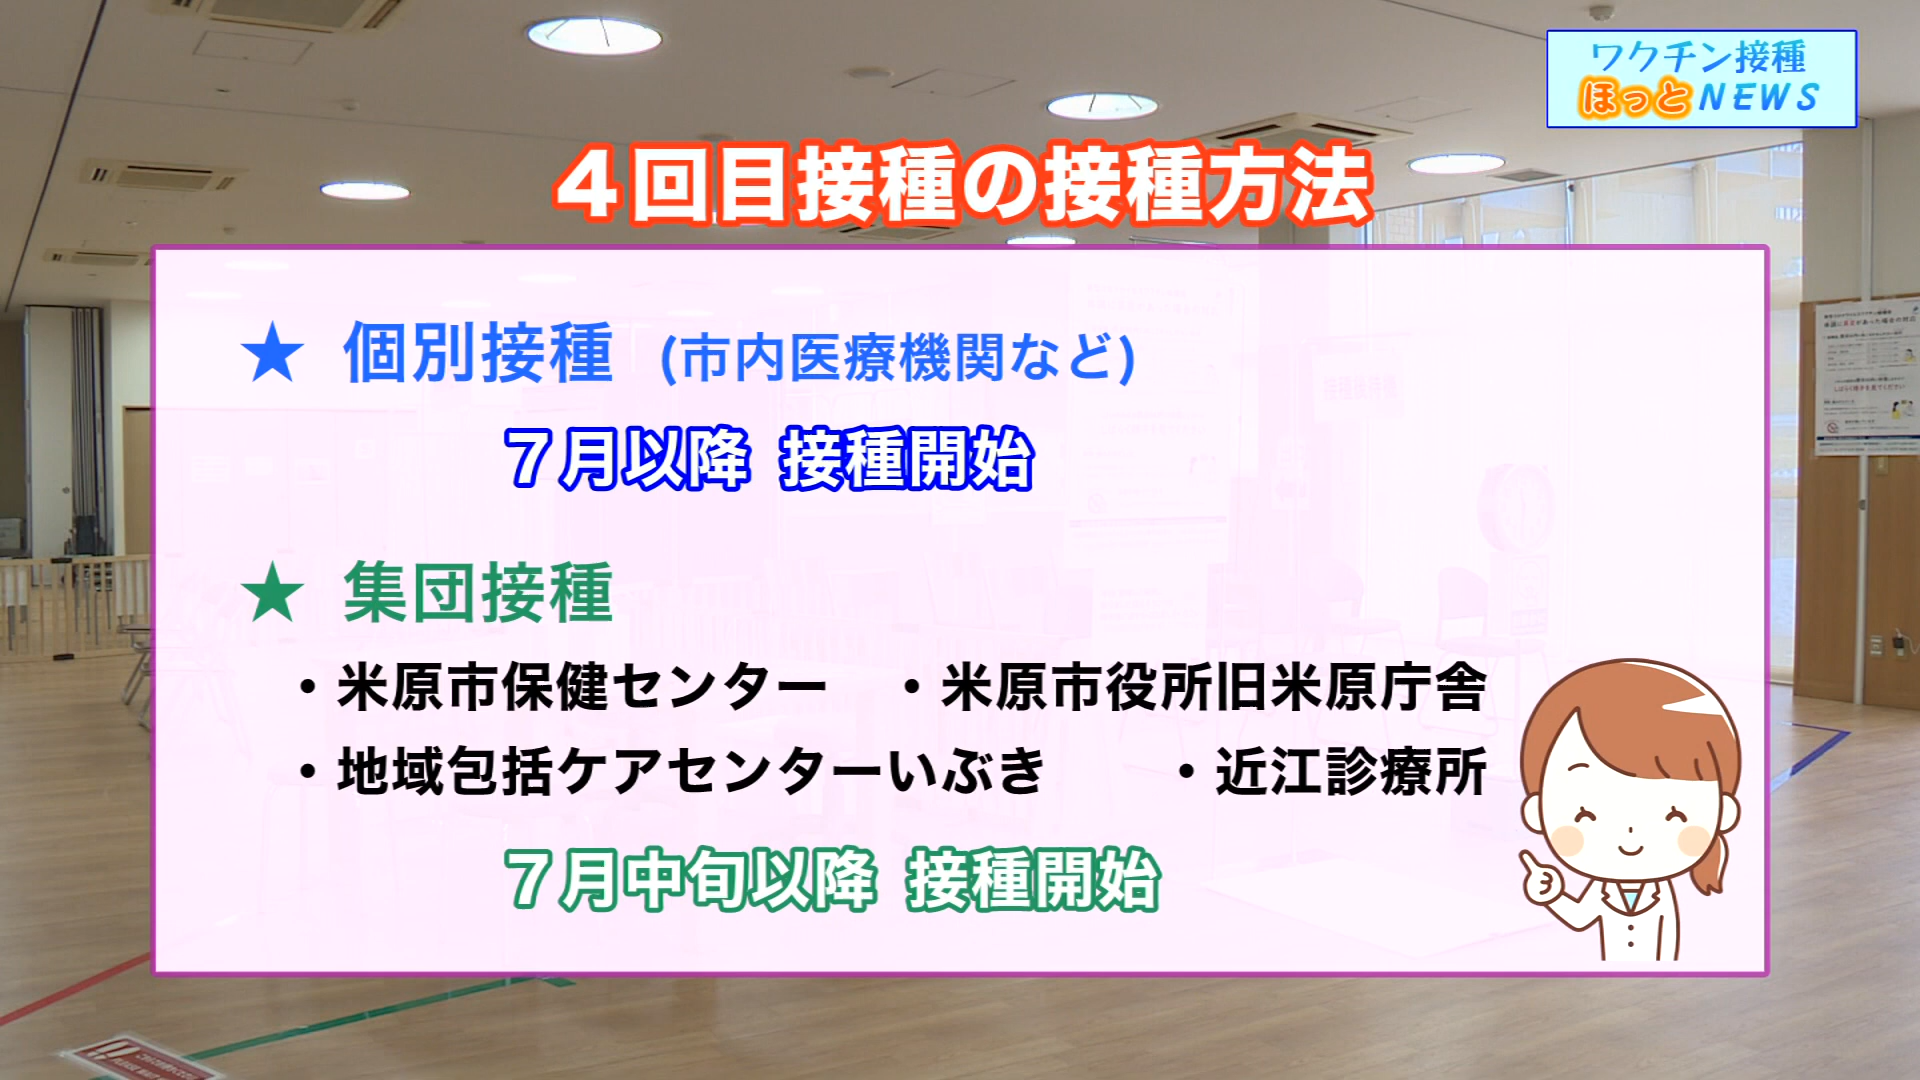 ワクチン接種
ほっとNEWS
4回目接種の接種方法
★ 個別接種 (市内医療機関など)
7月以降 接種開始
★ 集団接種
・米原市保健センター ・米原市役所旧米原庁舎
・地域包括ケアセンターいぶき ・近江診療所
7月中旬以降 接種開始